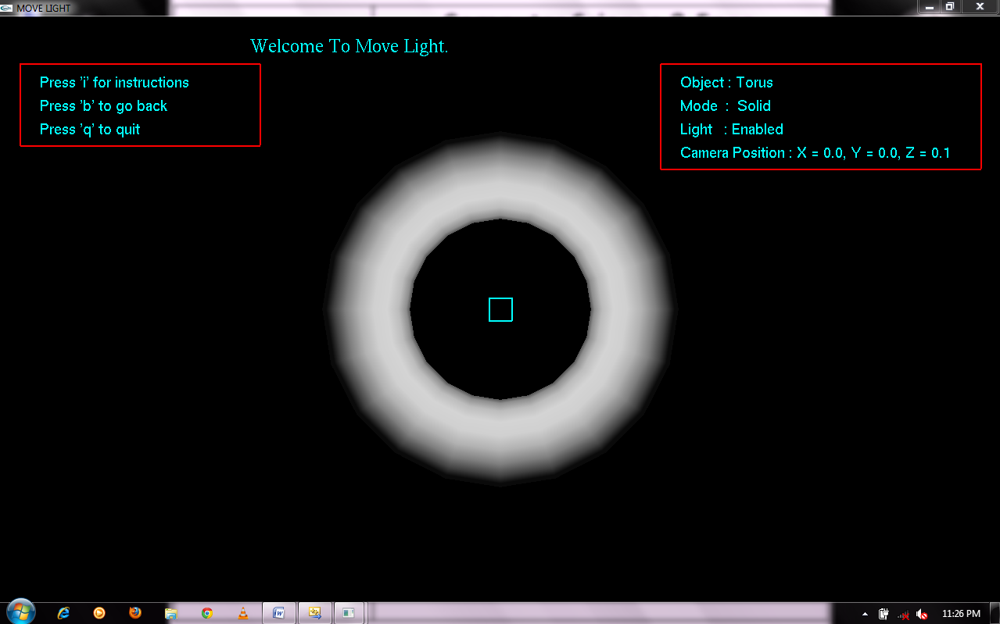 MOVE LIGHT
Welcome To Move Light.
Press 'i' for instructions
Press 'b' to go back
Press 'q' to quit
Object : Torus
Mode : Solid
Light : Enabled
Camera Position : X = 0.0, Y = 0.0, Z = 0.1
11:26 PM